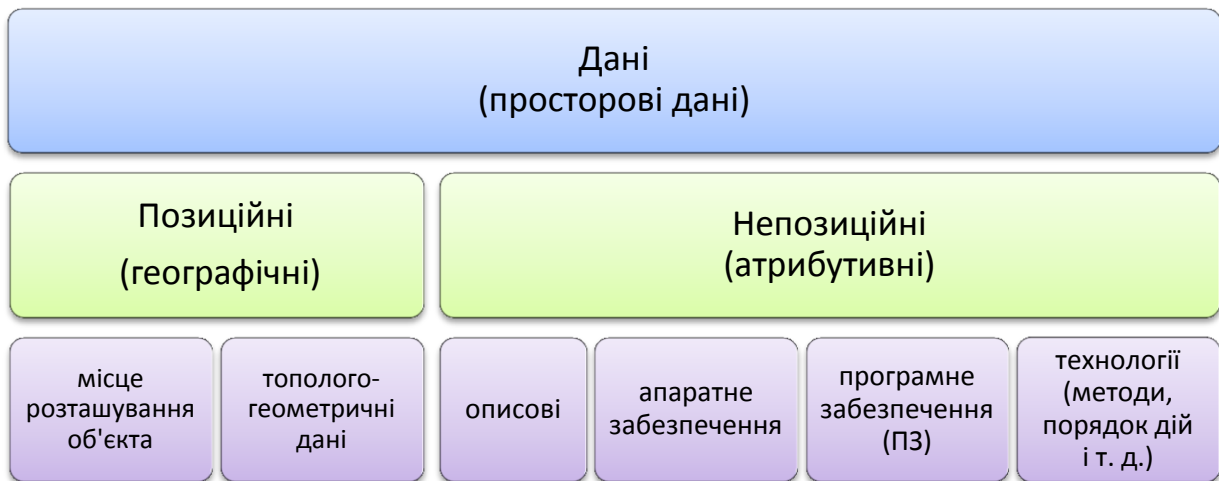 Дані
(просторові дані)
Позиційні
(географічні)
Непозиційні
(атрибутивні)
місце
розташування
об'єкта
тополого-
геометричні
дані
описові
апаратне
забезпечення
програмне
забезпечення
(ПЗ)
технології
(методи,
порядок дій
і т. д.)